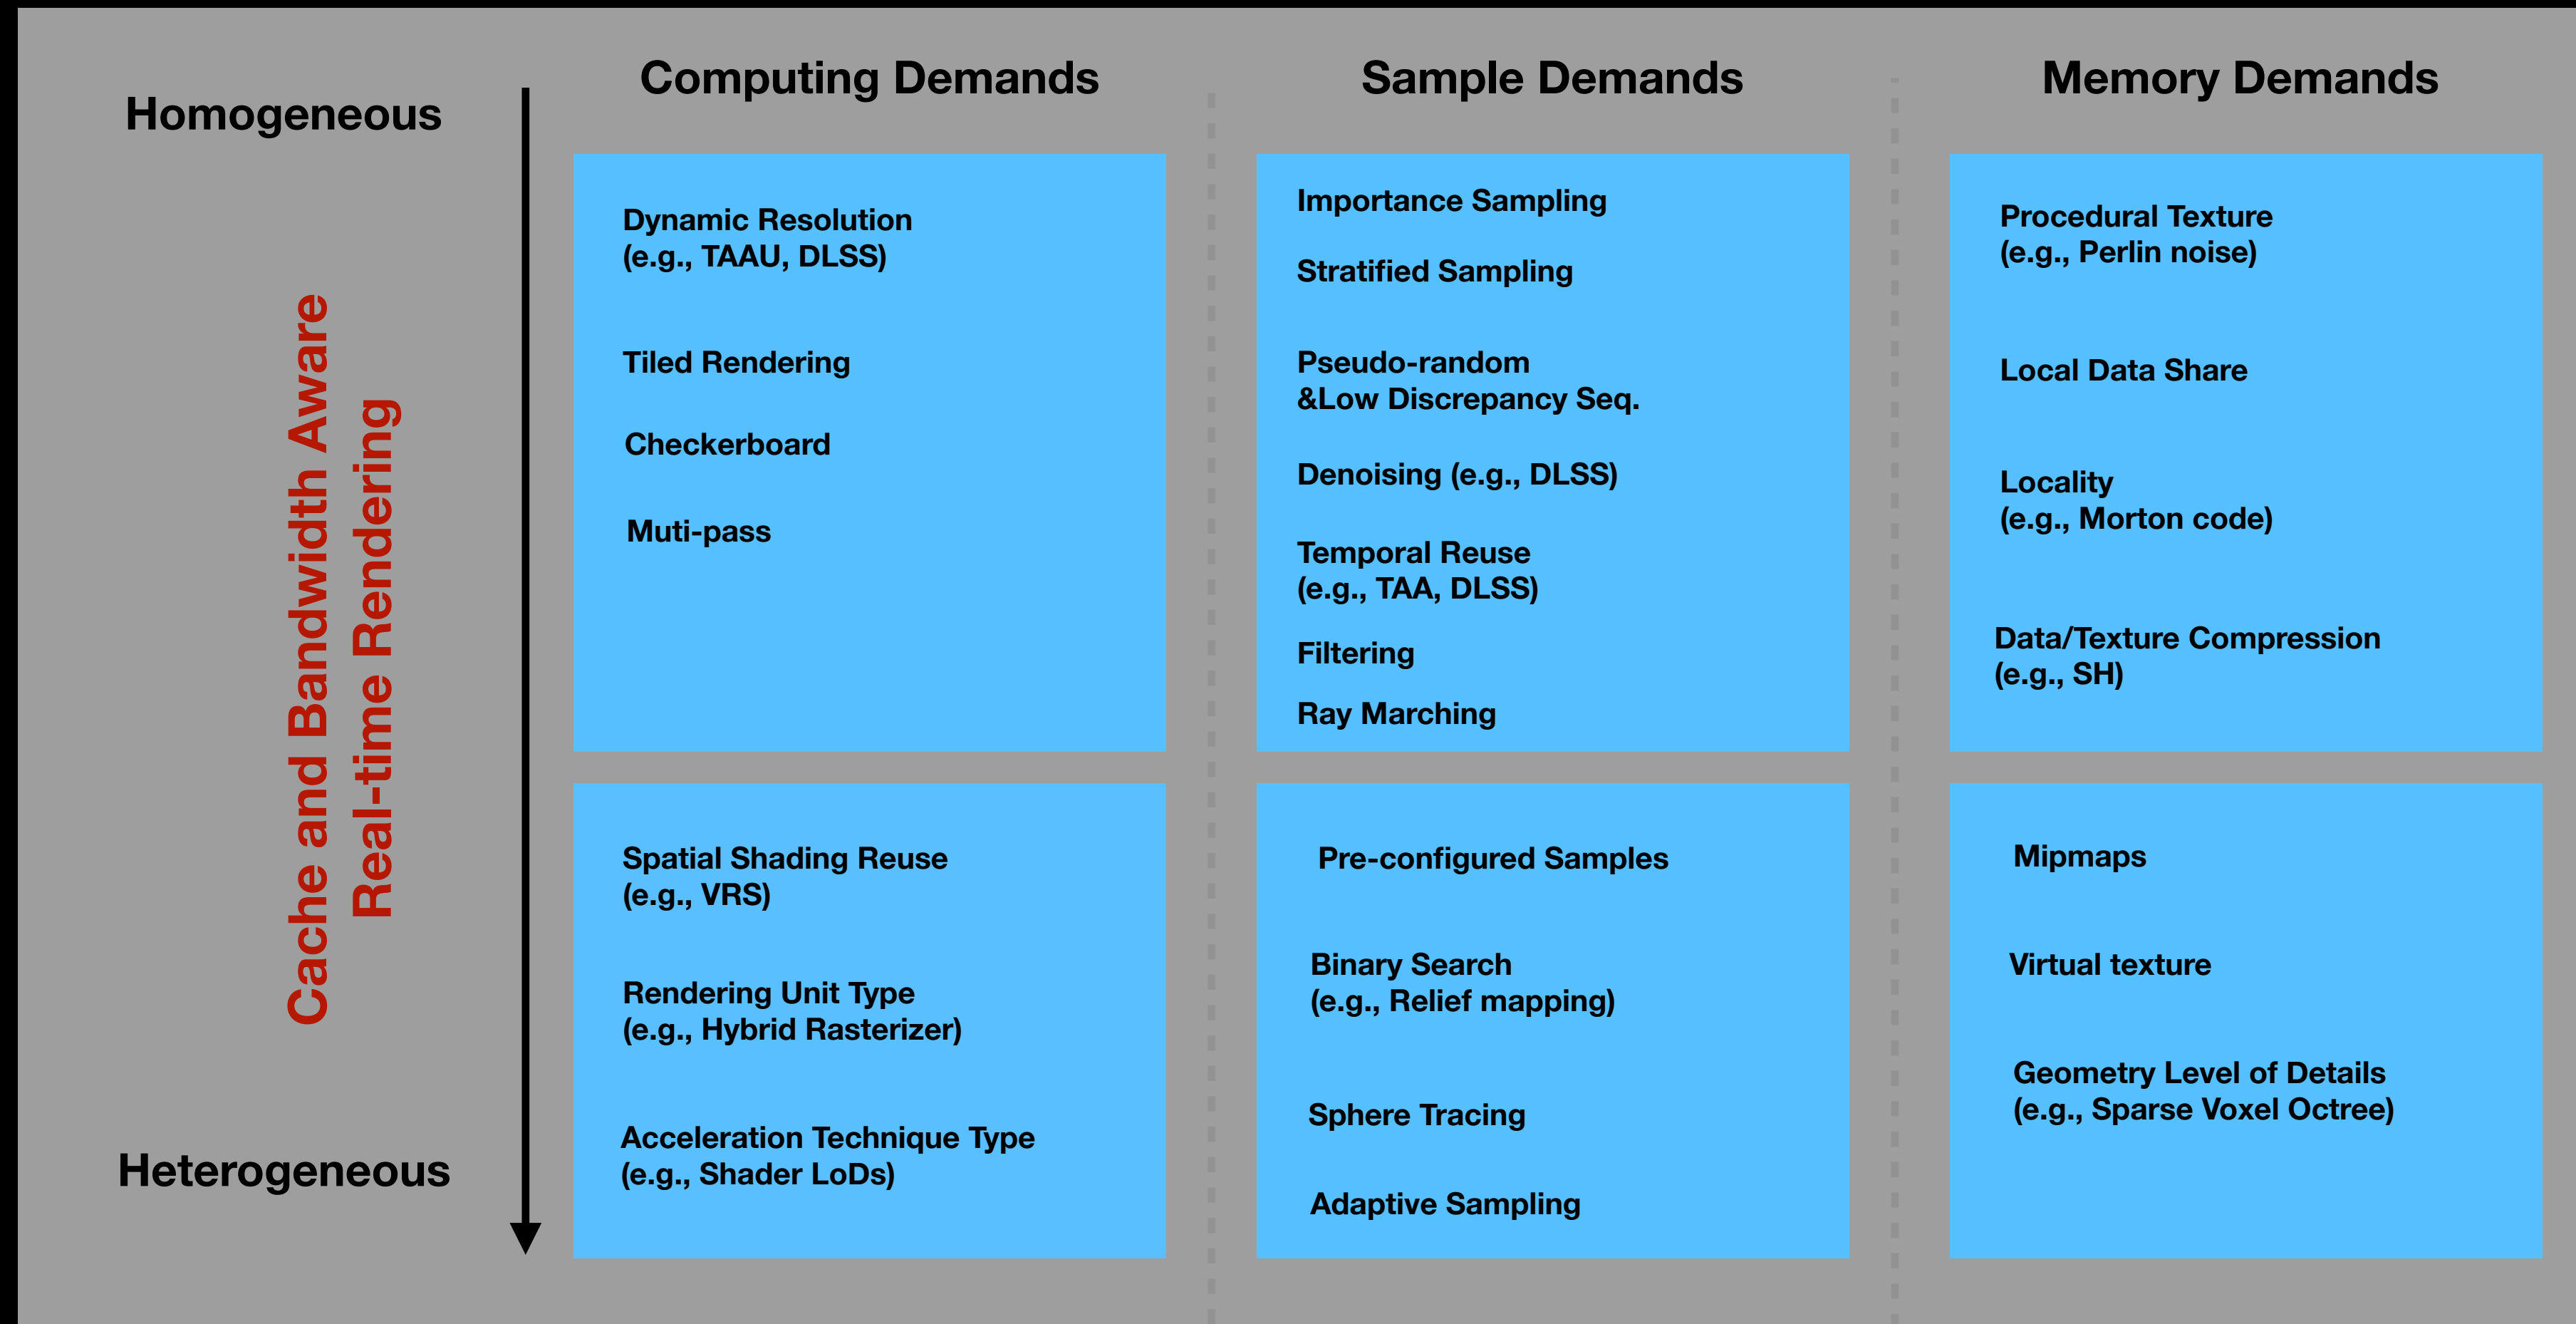 Computing Demands
Sample Demands
Memory Demands
Homogeneous
Cache and Bandwidth Aware
Real-time Rendering
Heterogeneous
Dynamic Resolution
(e.g., TAAU, DLSS)
Tiled Rendering
Checkerboard
Muti-pass
Importance Sampling
Stratified Sampling
Pseudo-random
&Low Discrepancy Seq.
Denoising (e.g., DLSS)
Temporal Reuse
(e.g., TAA, DLSS)
Filtering
Ray Marching
Procedural Texture
(e.g., Perlin noise)
Local Data Share
Locality
(e.g., Morton code)
Data/Texture Compression
(e.g., SH)
Spatial Shading Reuse
(e.g., VRS)
Rendering Unit Type
(e.g., Hybrid Rasterizer)
Acceleration Technique Type
(e.g., Shader LoDs)
Pre-configured Samples
Binary Search
(e.g., Relief mapping)
Sphere Tracing
Adaptive Sampling
Mipmaps
Virtual texture
Geometry Level of Details
(e.g., Sparse Voxel Octree)